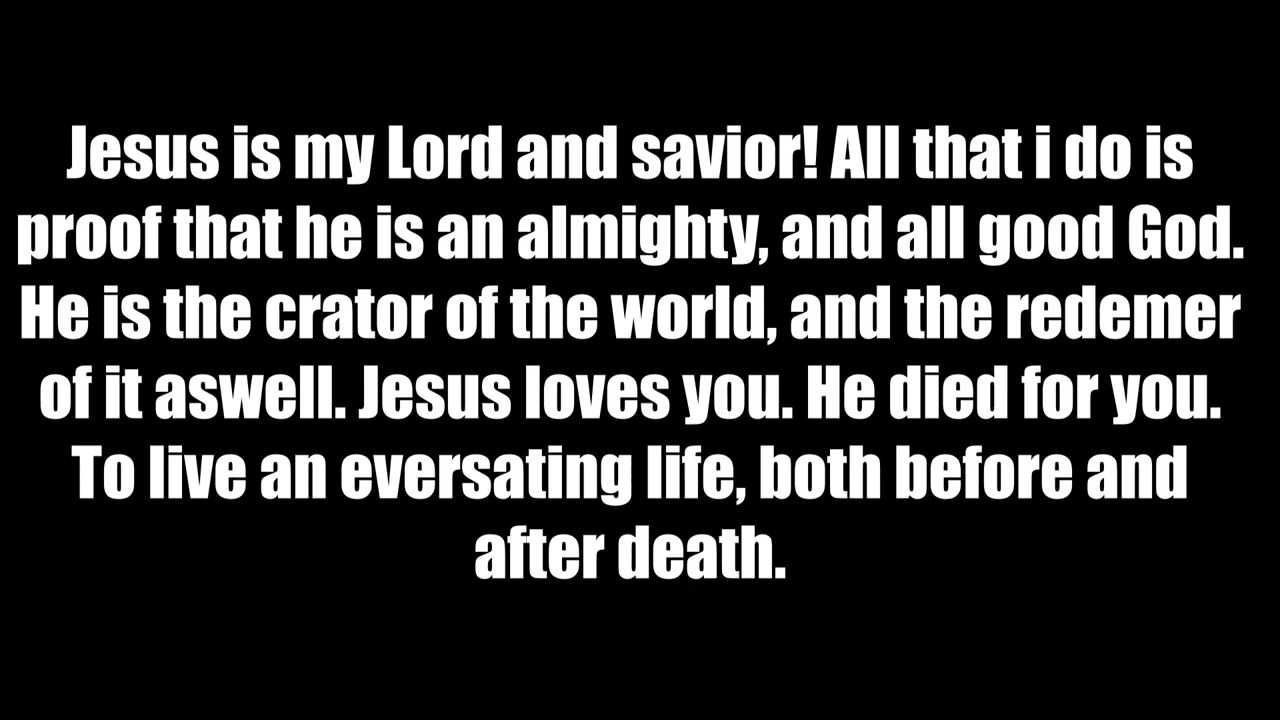 Jesus is my Lord and savior! All that i do is
proof that he is an almighty, and all good God.
He is the crator of the world, and the redemer
of it aswell. Jesus loves you. He died for you.
To live an eversating life, both before and
after death.